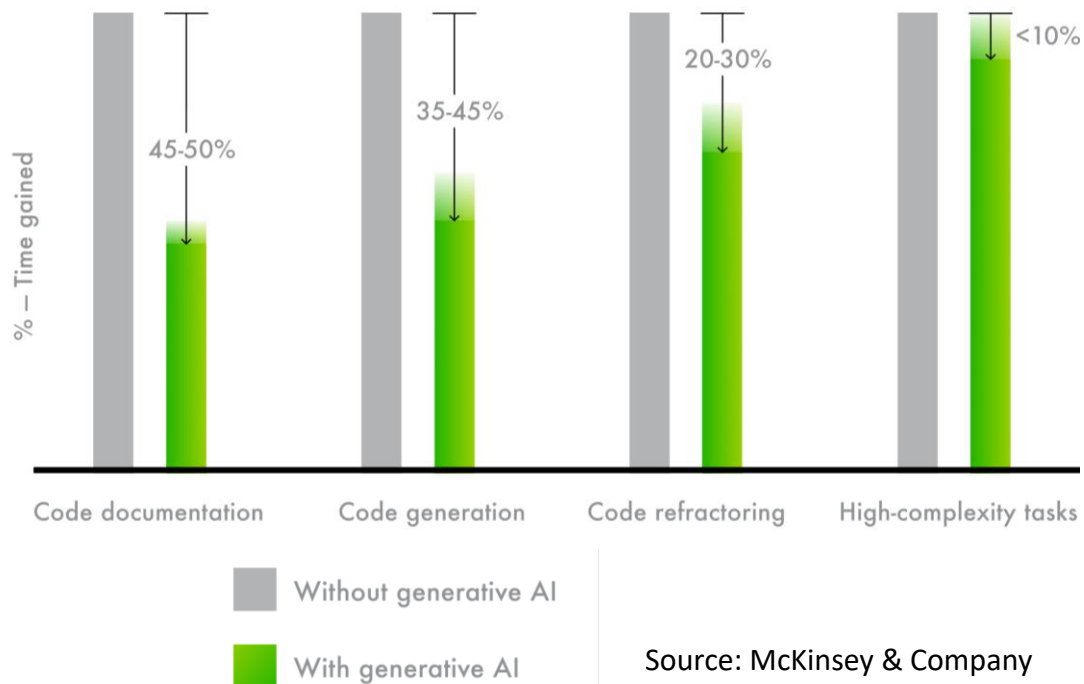 <10%
20-30%
35-45%
45-50%
% – Time gained
Code documentation
Code generation
Code refractoring
High-complexity tasks
Without generative AI
With generative AI
Source: McKinsey & Company